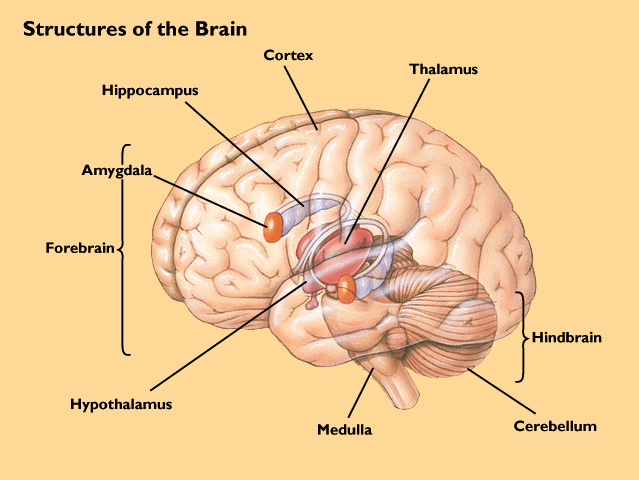 Structures of the Brain
Cortex
Thalamus
Hippocampus
Amygdala
Forebrain
Hindbrain
Hypothalamus
Medulla
Cerebellum